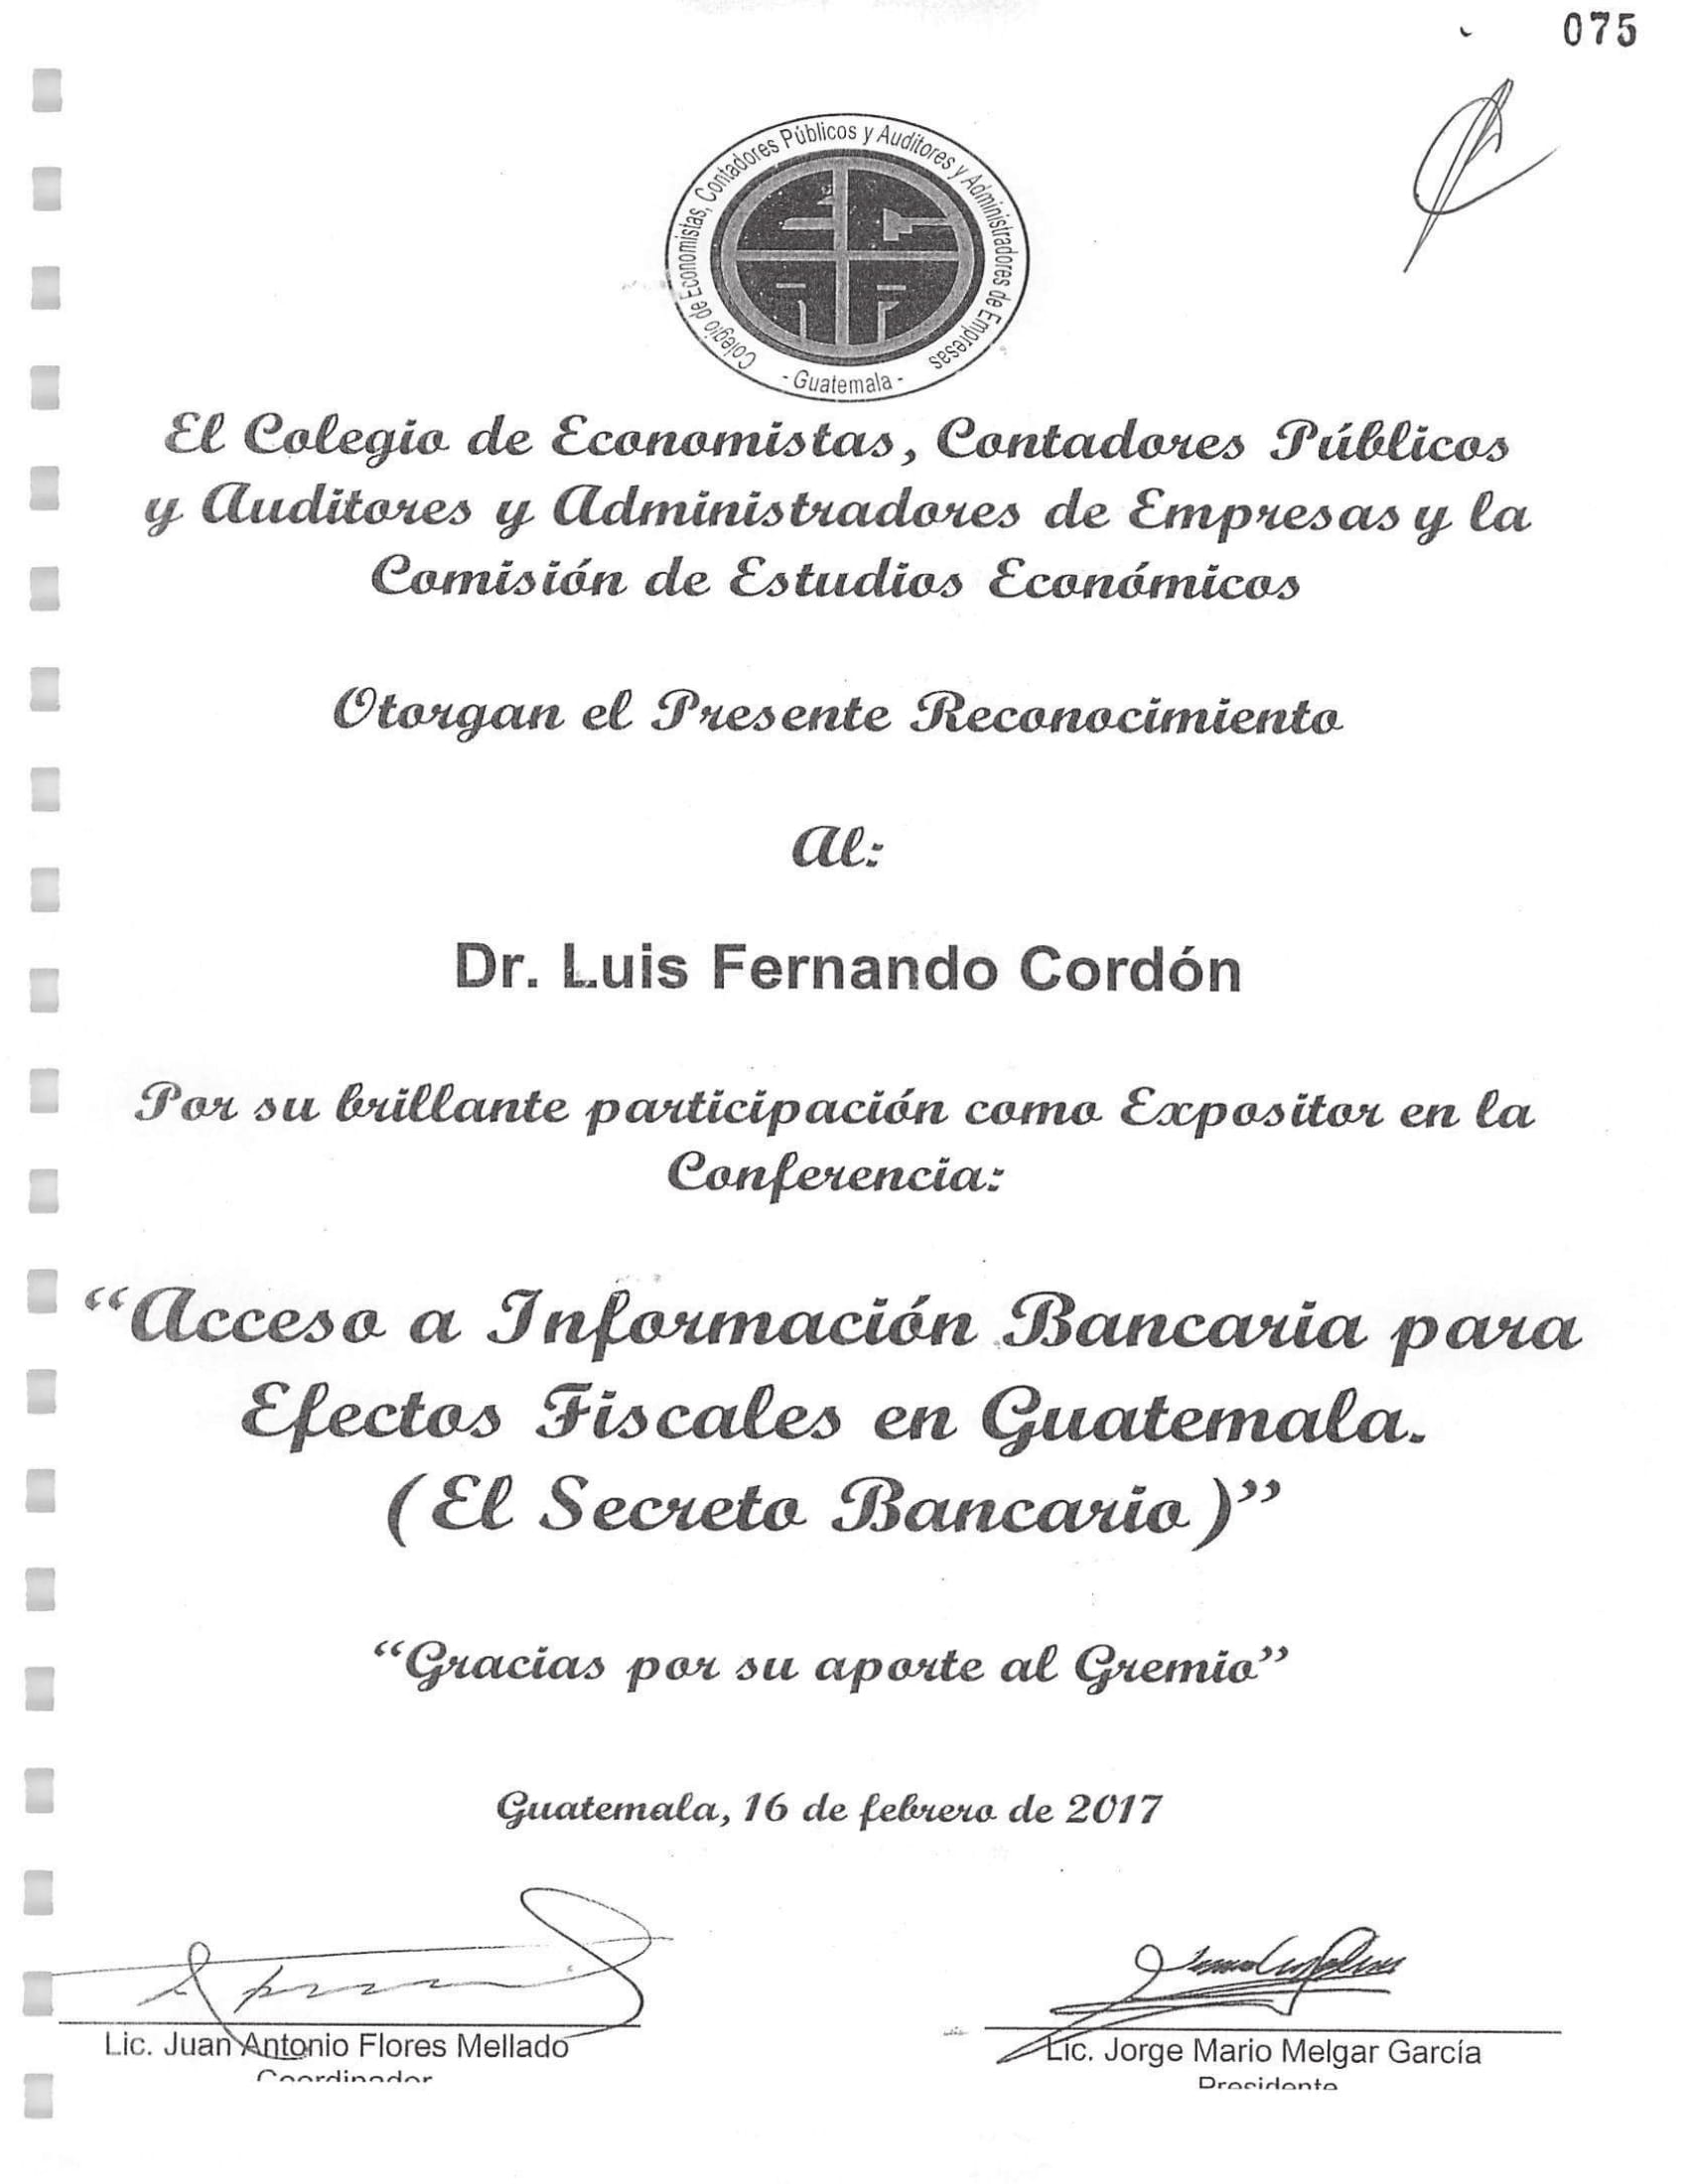 075
Colegio de Economistas, Contadores Públicos y Auditores y Administradores de Empresas
- Guatemala -
El Colegio de Economistas, Contadores Públicos
y Auditores y Administradores de Empresas y la
Comisión de Estudios Económicos
Otorgan el Presente Reconocimiento
Al:
Dr. Luis Fernando Cordón
Por su brillante participación como Expositor en la
Conferencia:
“Acceso a Información Bancaria para
Efectos Fiscales en Guatemala.
(El Secreto Bancario)”
“Gracias por su aporte al Gremio”
Guatemala, 16 de febrero de 2017
Lic. Juan Antonio Flores Mellado
Coordinador
Lic. Jorge Mario Melgar García
Presidente